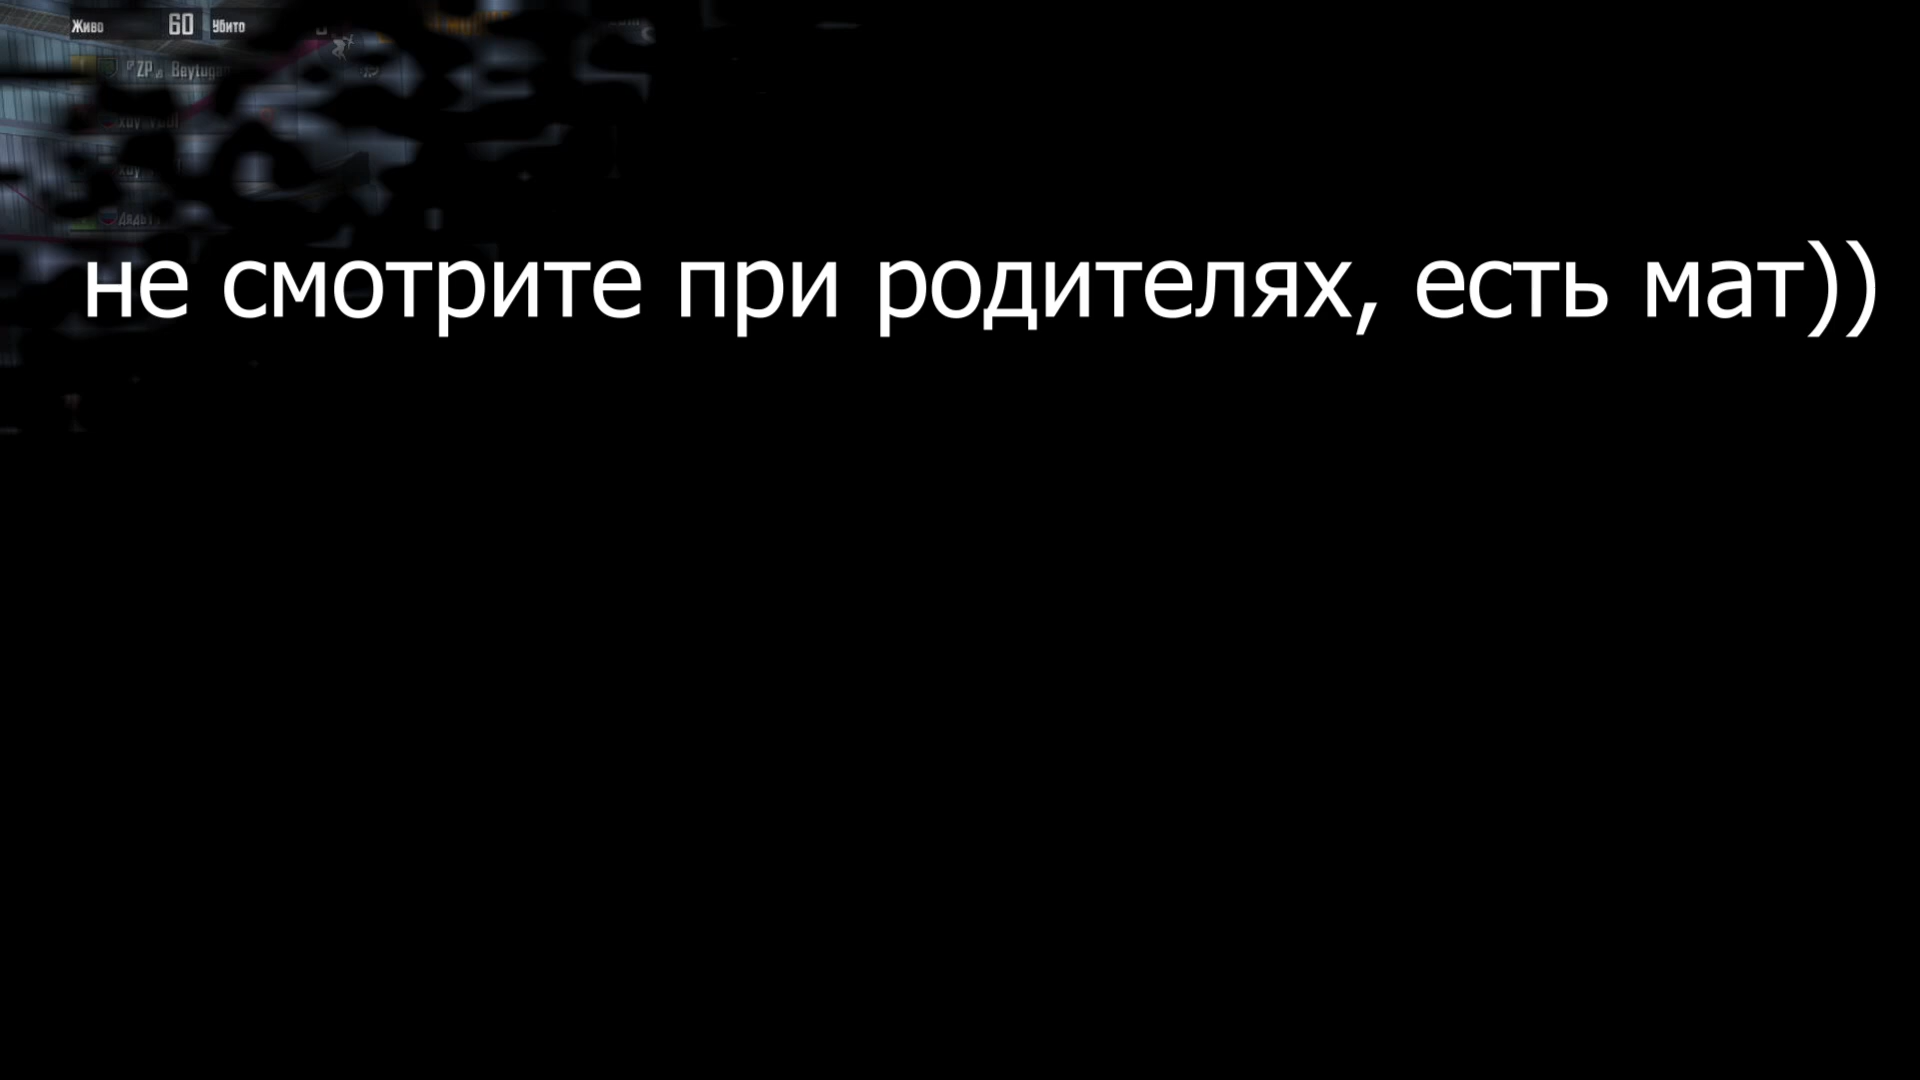 Живо 60 Убито
не смотрите при родителях, есть мат))